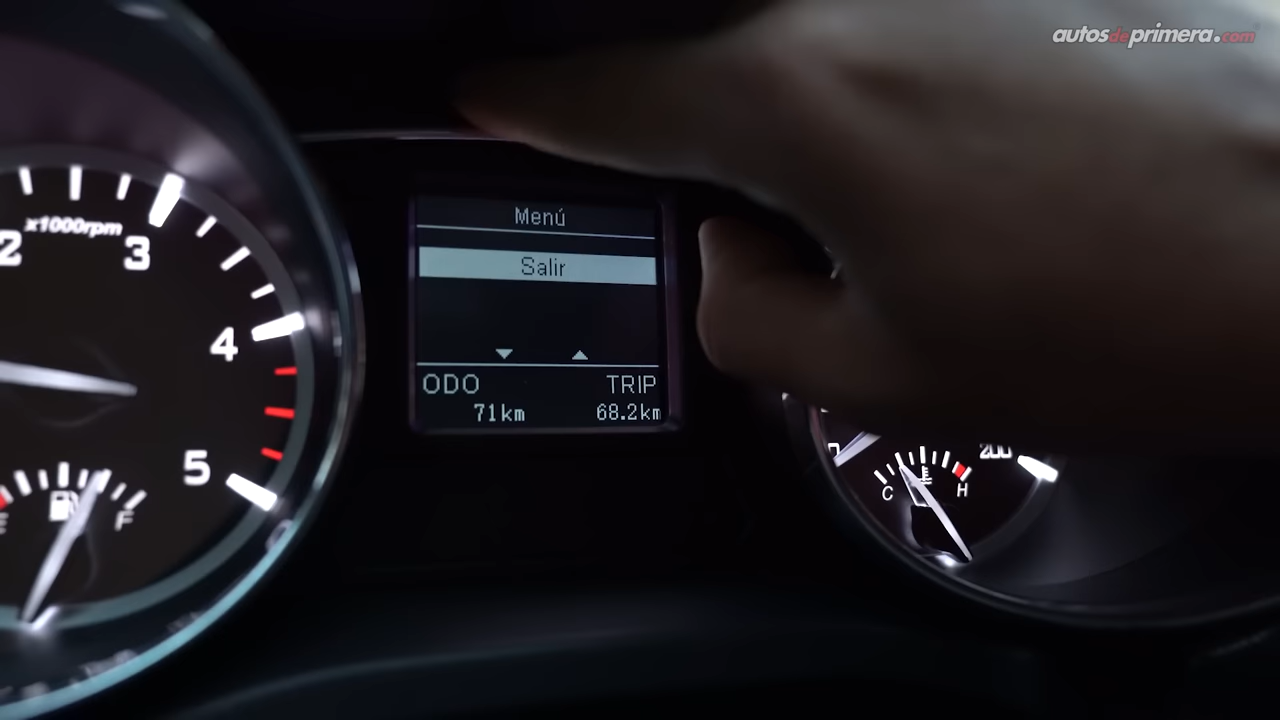 autosdeprimera.com
Menú
Salir
ODO
TRIP
71km
68.2km
x1000rpm
2
3
4
5
F
C
H
200